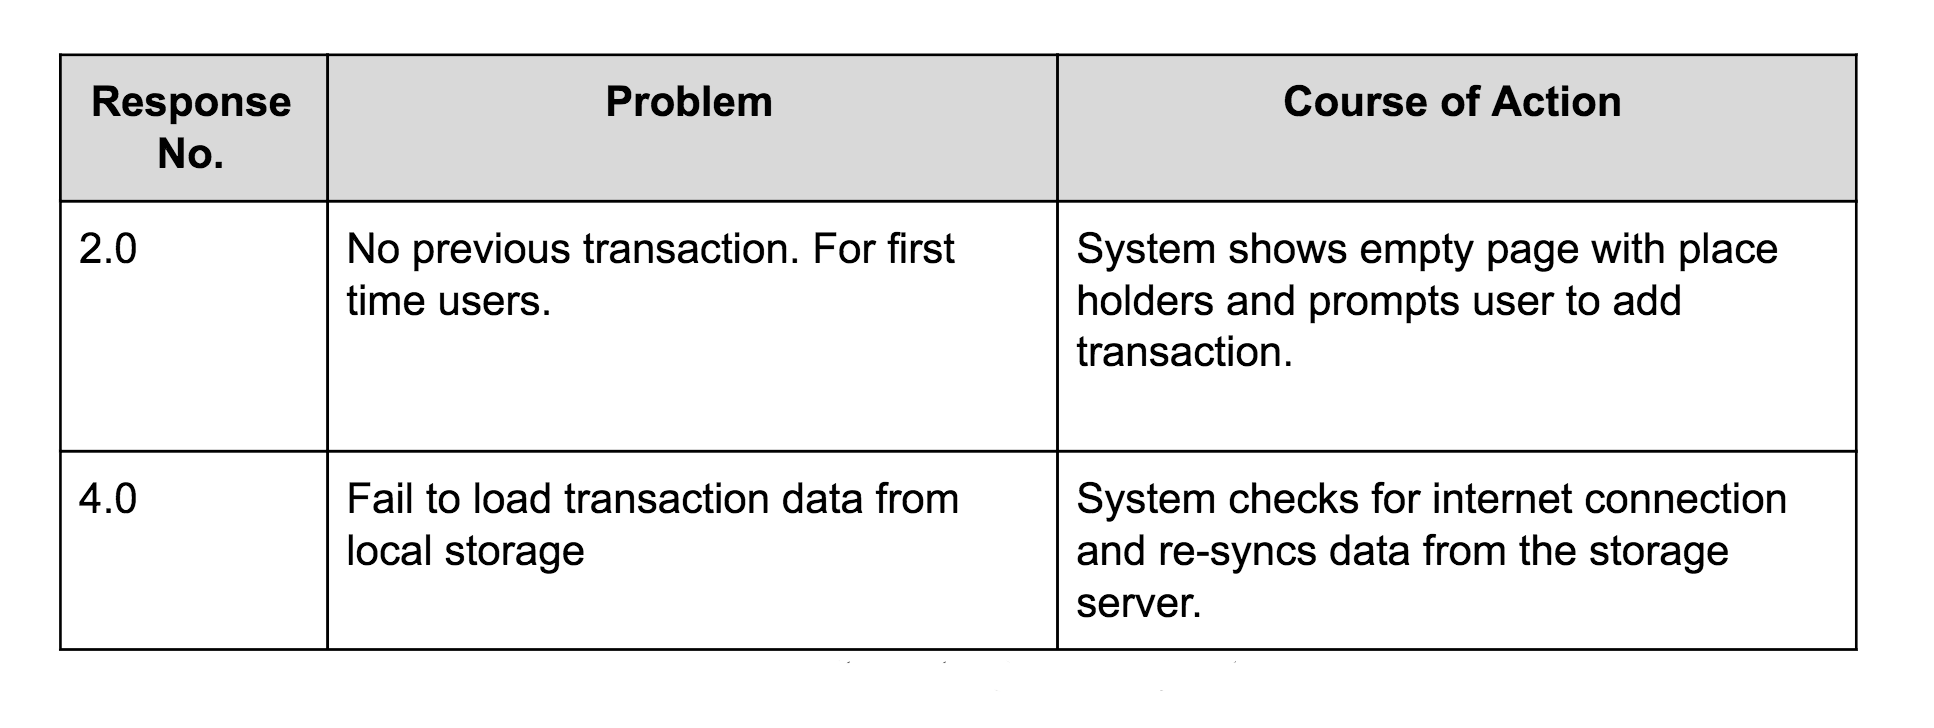 Response
No.
Problem
Course of Action
2.0
No previous transaction. For first
time users.
System shows empty page with place
holders and prompts user to add
transaction.
4.0
Fail to load transaction data from
local storage
System checks for internet connection
and re-syncs data from the storage
server.